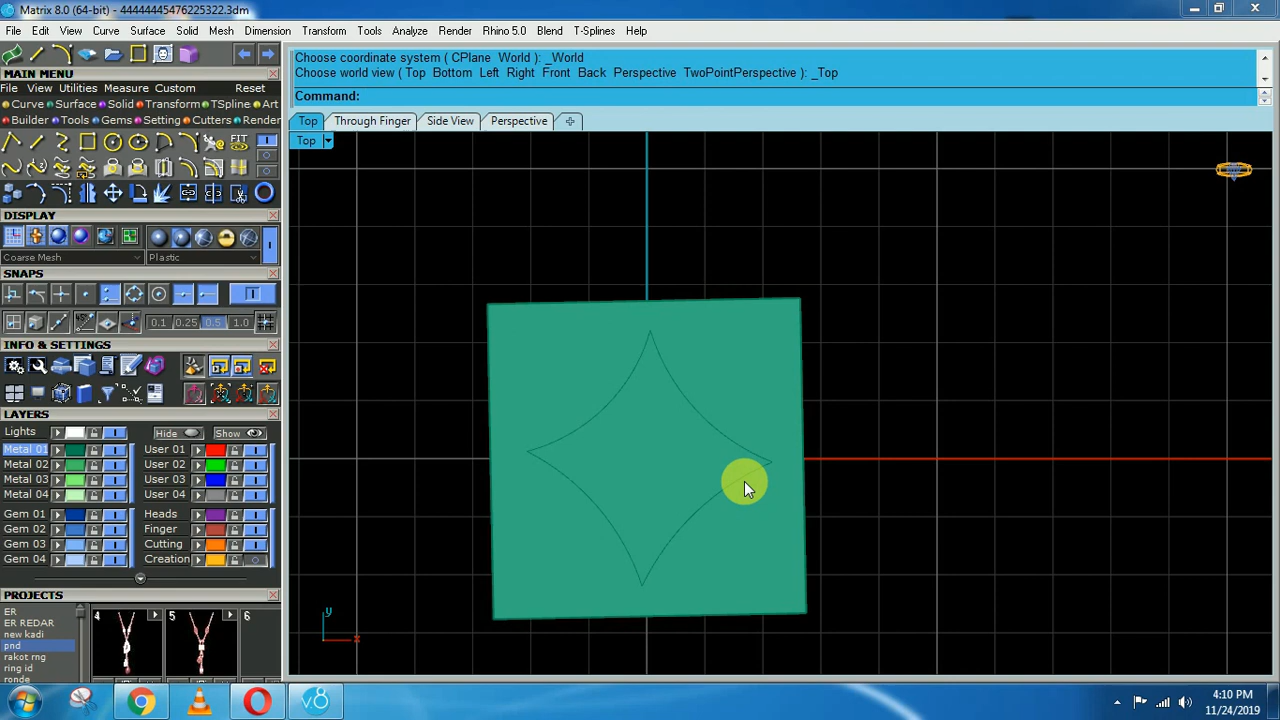 Matrix 8.0 (64-bit) - 44444445476225322.3dm
File Edit View Curve Surface Solid Mesh Dimension Transform Tools Analyze Render Rhino 5.0 Blend T-Splines Help
Choose coordinate system ( CPlane World ): _World
Choose world view ( Top Bottom Left Right Front Back Perspective TwoPointPerspective ): _Top
Command:
MAIN MENU
File View Utilities Measure Custom Reset
Curve Surface Solid Transform TSpline Art
Builder Tools Gems Setting Cutters Render
FIT
Top Through Finger Side View Perspective
Top
DISPLAY
Coarse Mesh Plastic
SNAPS
0.1 0.25 0.5 1.0
INFO & SETTINGS
LAYERS
Lights Hide Show
Metal 01 User 01
Metal 02 User 02
Metal 03 User 03
Metal 04 User 04
Gem 01 Heads
Gem 02 Finger
Gem 03 Cutting
Gem 04 Creation
PROJECTS
ER
ER REDAR
new kadi
pnd
rakot rng
ring id
ronde
4 5 6
y
x
4:10 PM
11/24/2019